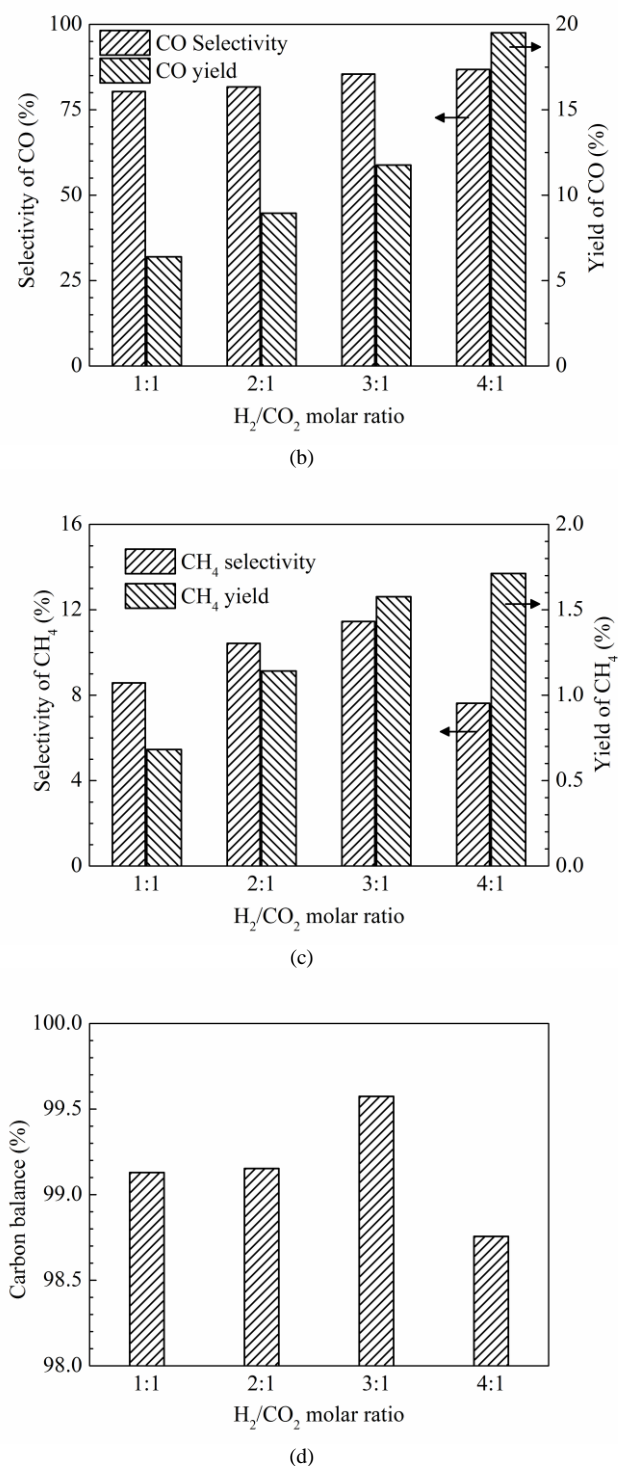 100
75
50
25
0
Selectivity of CO (%)
CO Selectivity
CO yield
20
15
10
5
0
Yield of CO (%)
1:1 2:1 3:1 4:1
H₂/CO₂ molar ratio
(b)
16
12
8
4
0
Selectivity of CH₄ (%)
CH₄ selectivity
CH₄ yield
2.0
1.5
1.0
0.5
0.0
Yield of CH₄ (%)
1:1 2:1 3:1 4:1
H₂/CO₂ molar ratio
(c)
100.0
99.5
99.0
98.5
98.0
Carbon balance (%)
1:1 2:1 3:1 4:1
H₂/CO₂ molar ratio
(d)